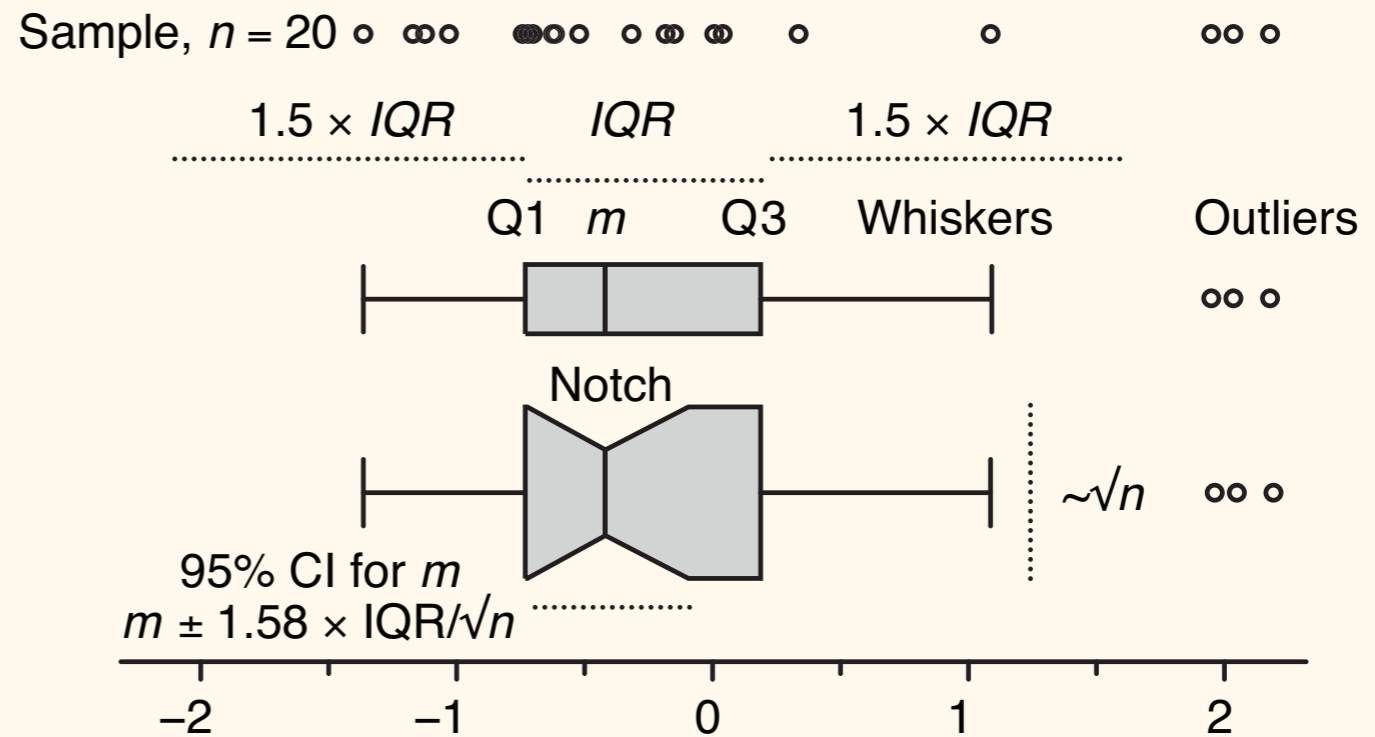 Sample, n = 20
1.5 × IQR IQR 1.5 × IQR
Q1 m Q3 Whiskers Outliers
Notch
~√n
95% CI for m
m ± 1.58 × IQR/√n
−2 −1 0 1 2